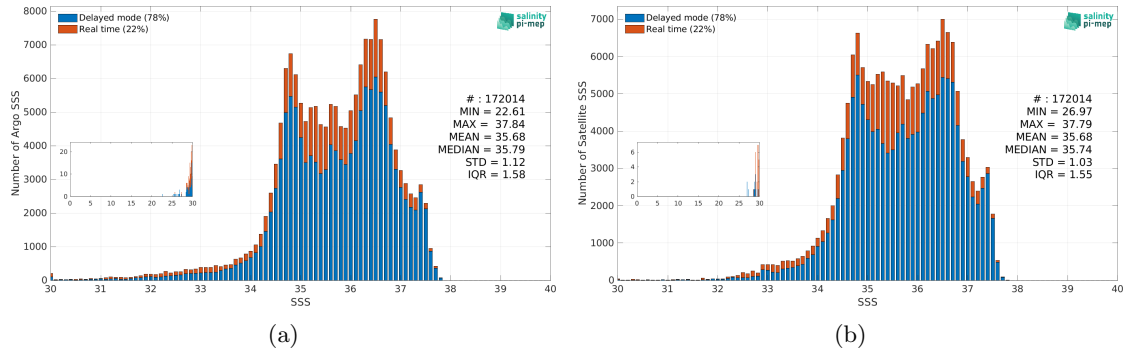 Delayed mode (78%)
Real time (22%)
salinity
pi-mep
8000
7000
6000
5000
4000
3000
2000
1000
0
Number of Argo SSS
# : 172014
MIN = 22.61
MAX = 37.84
MEAN = 35.68
MEDIAN = 35.79
STD = 1.12
IQR = 1.58
20
10
0
0 5 10 15 20 25 30
30 31 32 33 34 35 36 37 38 39 40
SSS
(a)
Delayed mode (78%)
Real time (22%)
salinity
pi-mep
7000
6000
5000
4000
3000
2000
1000
0
Number of Satellite SSS
# : 172014
MIN = 26.97
MAX = 37.79
MEAN = 35.68
MEDIAN = 35.74
STD = 1.03
IQR = 1.55
6
4
2
0
0 5 10 15 20 25 30
30 31 32 33 34 35 36 37 38 39 40
SSS
(b)